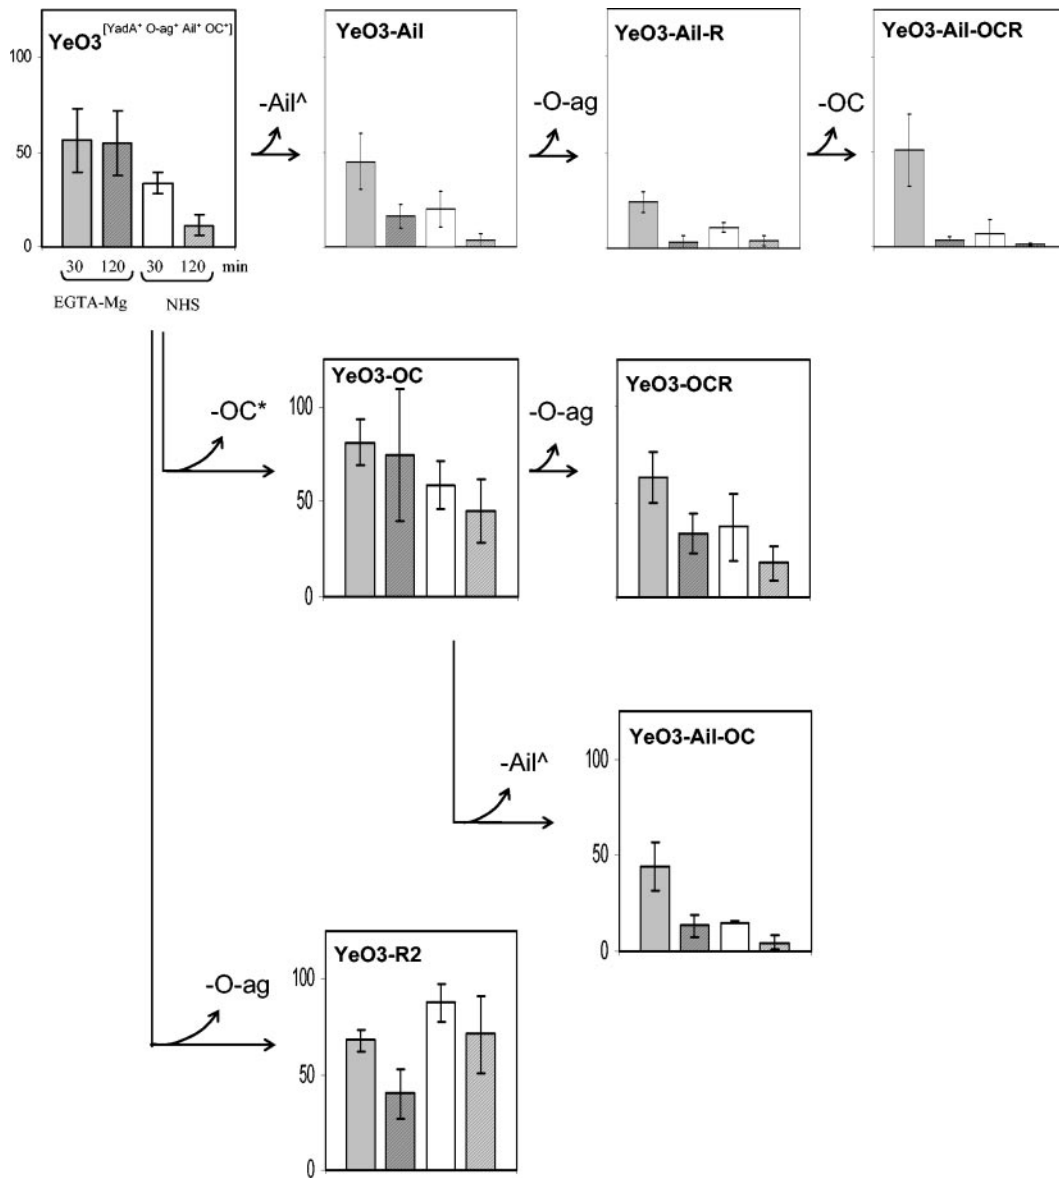 YeO3 [YadA⁺ O-ag⁺ Ail⁺ OC⁺]
100
50
0
30 120 30 120 min
EGTA-Mg NHS
-Ail^
YeO3-Ail
-O-ag
YeO3-Ail-R
-OC
YeO3-Ail-OCR
-OC*
YeO3-OC
100
50
0
-O-ag
YeO3-OCR
-Ail^
YeO3-Ail-OC
100
50
0
-O-ag
YeO3-R2
100
50
0